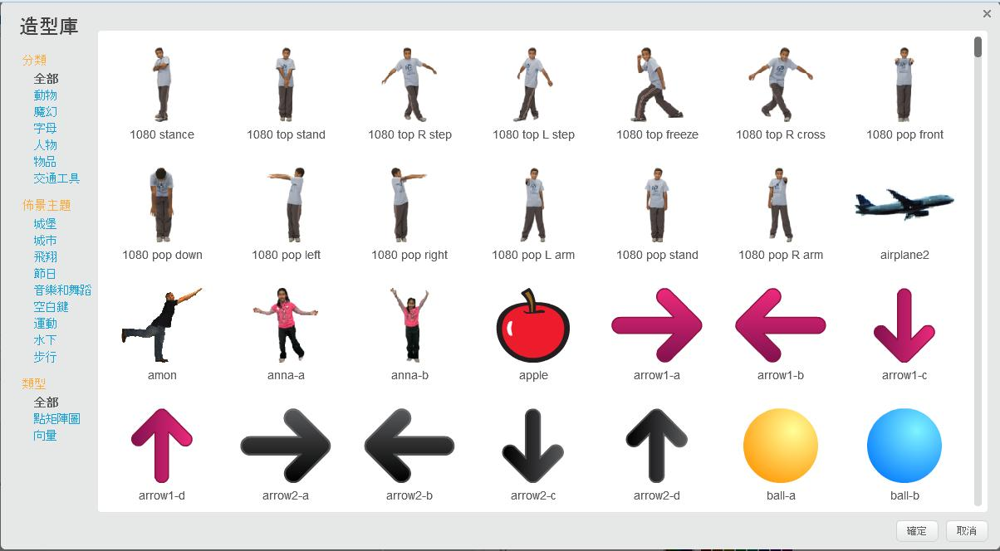 造型庫
分類
全部
動物
魔幻
字母
人物
物品
交通工具
佈景主題
城堡
城市
飛翔
節日
音樂和舞蹈
空白鍵
運動
水下
步行
類型
全部
點矩陣圖
向量
1080 stance
1080 top stand
1080 top R step
1080 top L step
1080 top freeze
1080 top R cross
1080 pop front
1080 pop down
1080 pop left
1080 pop right
1080 pop L arm
1080 pop stand
1080 pop R arm
airplane2
amon
anna-a
anna-b
apple
arrow1-a
arrow1-b
arrow1-c
arrow1-d
arrow2-a
arrow2-b
arrow2-c
arrow2-d
ball-a
ball-b
確定
取消